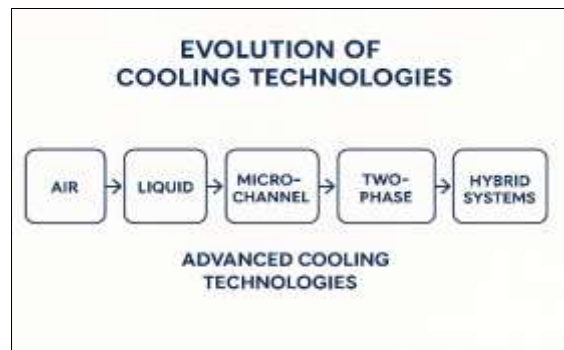 EVOLUTION OF
COOLING TECHNOLOGIES
AIR
LIQUID
MICRO-
CHANNEL
TWO-
PHASE
HYBRID
SYSTEMS
ADVANCED COOLING
TECHNOLOGIES